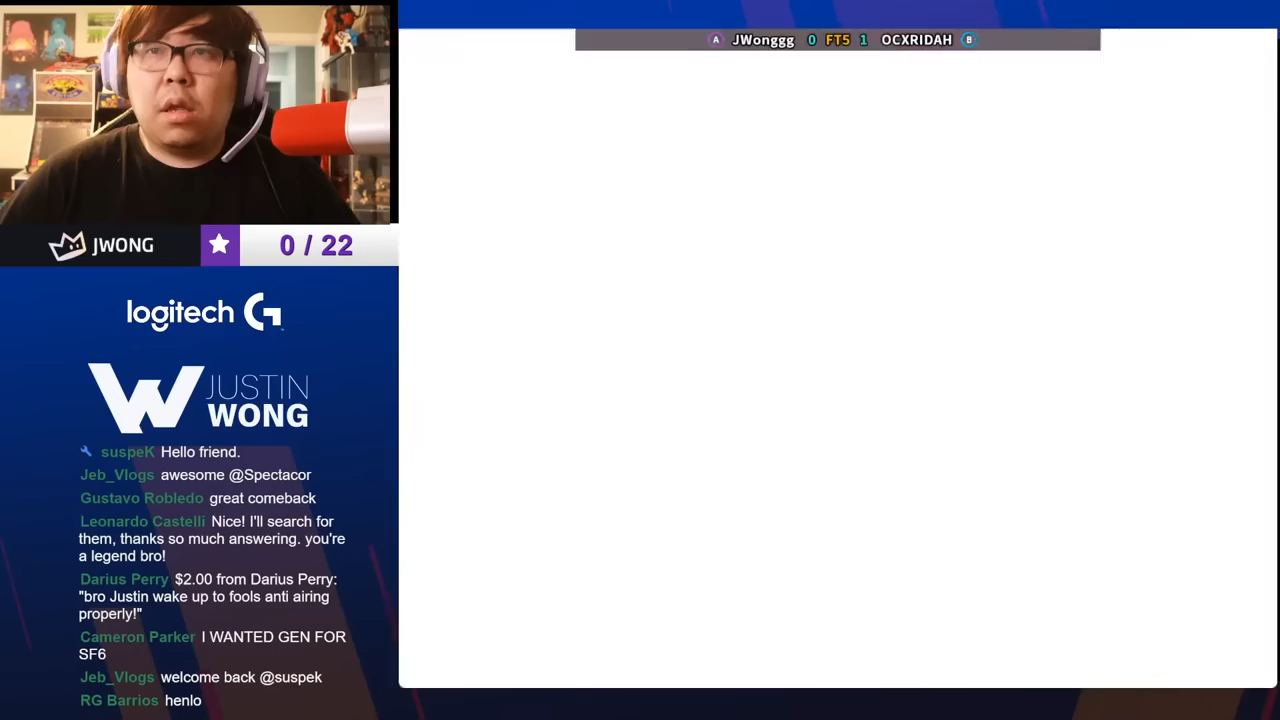 A JWonggg 0 FT5 1 OCXRIDAH B
JWONG
0 / 22
logitech G
W JUSTIN
WONG
suspeK Hello friend.
Jeb_Vlogs awesome @Spectacor
Gustavo Robledo great comeback
Leonardo Castelli Nice! I'll search for
them, thanks so much answering. you're
a legend bro!
Darius Perry $2.00 from Darius Perry:
"bro Justin wake up to fools anti airing
properly!"
Cameron Parker I WANTED GEN FOR
SF6
Jeb_Vlogs welcome back @suspek
RG Barrios henlo